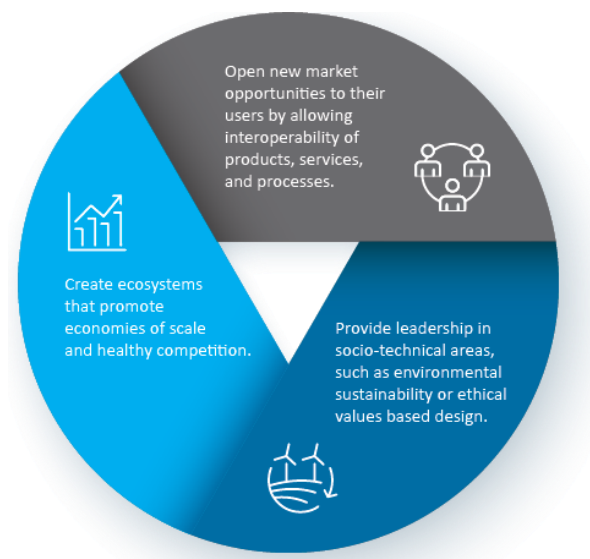 Open new market
opportunities to their
users by allowing
interoperability of
products, services,
and processes.
Create ecosystems
that promote
economies of scale
and healthy competition.
Provide leadership in
socio-technical areas,
such as environmental
sustainability or ethical
values based design.